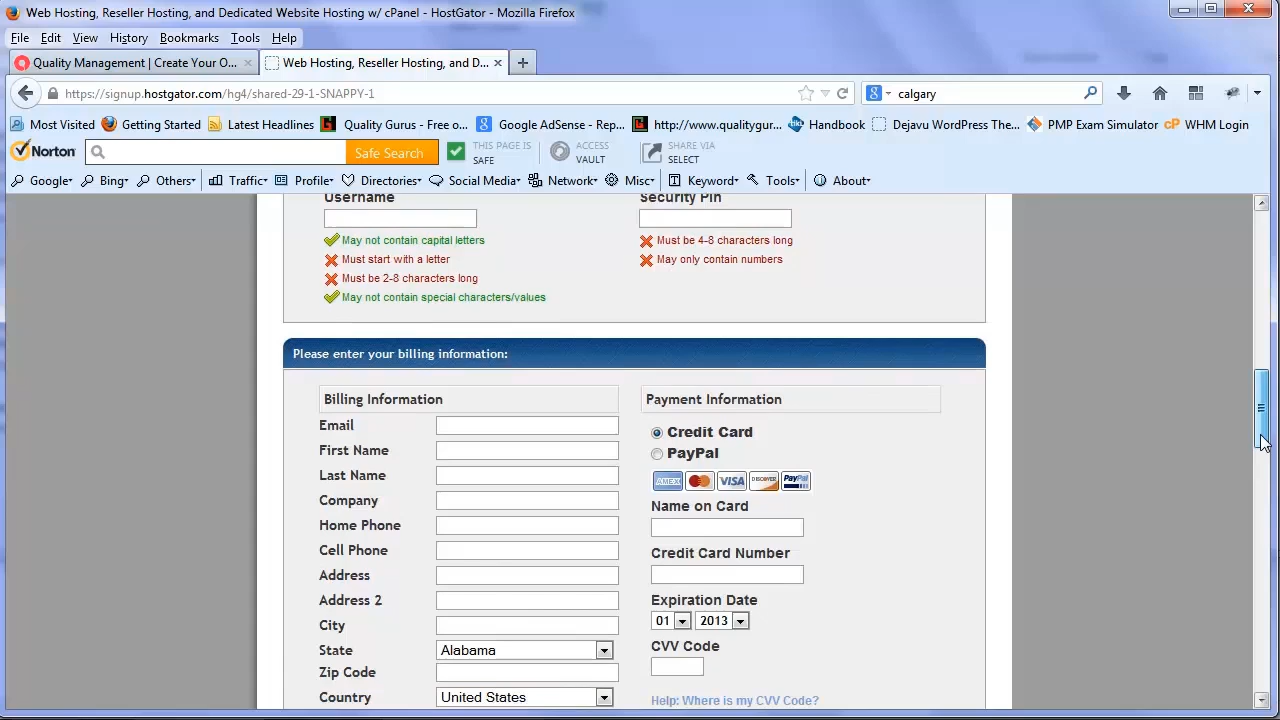 Web Hosting, Reseller Hosting, and Dedicated Website Hosting w/ cPanel - HostGator - Mozilla Firefox
File Edit View History Bookmarks Tools Help
Quality Management | Create Your O... × Web Hosting, Reseller Hosting, and D... × +
https://signup.hostgator.com/hg4/shared-29-1-SNAPPY-1 calgary
Most Visited Getting Started Latest Headlines Quality Gurus - Free o... Google AdSense - Rep... http://www.qualitygur... Handbook Dejavu WordPress The... PMP Exam Simulator WHM Login
Norton Safe Search THIS PAGE IS SAFE ACCESS VAULT SHARE VIA SELECT
Google Bing Others Traffic Profile Directories Social Media Network Misc Keyword Tools About
Username Security Pin
May not contain capital letters Must be 4-8 characters long
Must start with a letter May only contain numbers
Must be 2-8 characters long
May not contain special characters/values
Please enter your billing information:
Billing Information Payment Information
Email Credit Card
First Name PayPal
Last Name AMEX VISA DISCOVER PayPal
Company Name on Card
Home Phone
Cell Phone Credit Card Number
Address
Address 2 Expiration Date
City 01 2013
State Alabama CVV Code
Zip Code
Country United States Help: Where is my CVV Code?